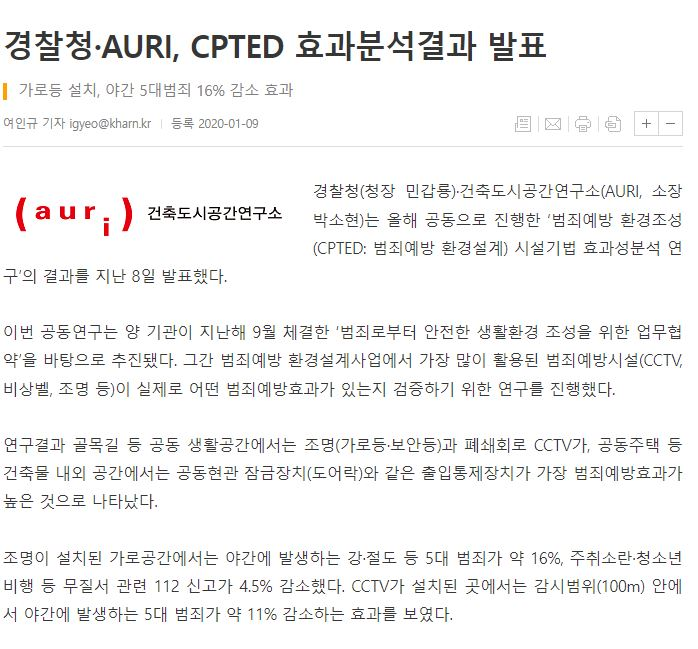 경찰청·AURI, CPTED 효과분석결과 발표
가로등 설치, 야간 5대범죄 16% 감소 효과
여인규 기자 igyeo@kharn.kr 등록 2020-01-09
(auri) 건축도시공간연구소
경찰청(청장 민갑룡)·건축도시공간연구소(AURI, 소장
박소현)는 올해 공동으로 진행한 ‘범죄예방 환경조성
(CPTED: 범죄예방 환경설계) 시설기법 효과성분석 연
구’의 결과를 지난 8일 발표했다.
이번 공동연구는 양 기관이 지난해 9월 체결한 ‘범죄로부터 안전한 생활환경 조성을 위한 업무협
약’을 바탕으로 추진됐다. 그간 범죄예방 환경설계사업에서 가장 많이 활용된 범죄예방시설(CCTV,
비상벨, 조명 등)이 실제로 어떤 범죄예방효과가 있는지 검증하기 위한 연구를 진행했다.
연구결과 골목길 등 공동 생활공간에서는 조명(가로등·보안등)과 폐쇄회로 CCTV가, 공동주택 등
건축물 내외 공간에서는 공동현관 잠금장치(도어락)와 같은 출입통제장치가 가장 범죄예방효과가
높은 것으로 나타났다.
조명이 설치된 가로공간에서는 야간에 발생하는 강·절도 등 5대 범죄가 약 16%, 주취소란·청소년
비행 등 무질서 관련 112 신고가 4.5% 감소했다. CCTV가 설치된 곳에서는 감시범위(100m) 안에
서 야간에 발생하는 5대 범죄가 약 11% 감소하는 효과를 보였다.